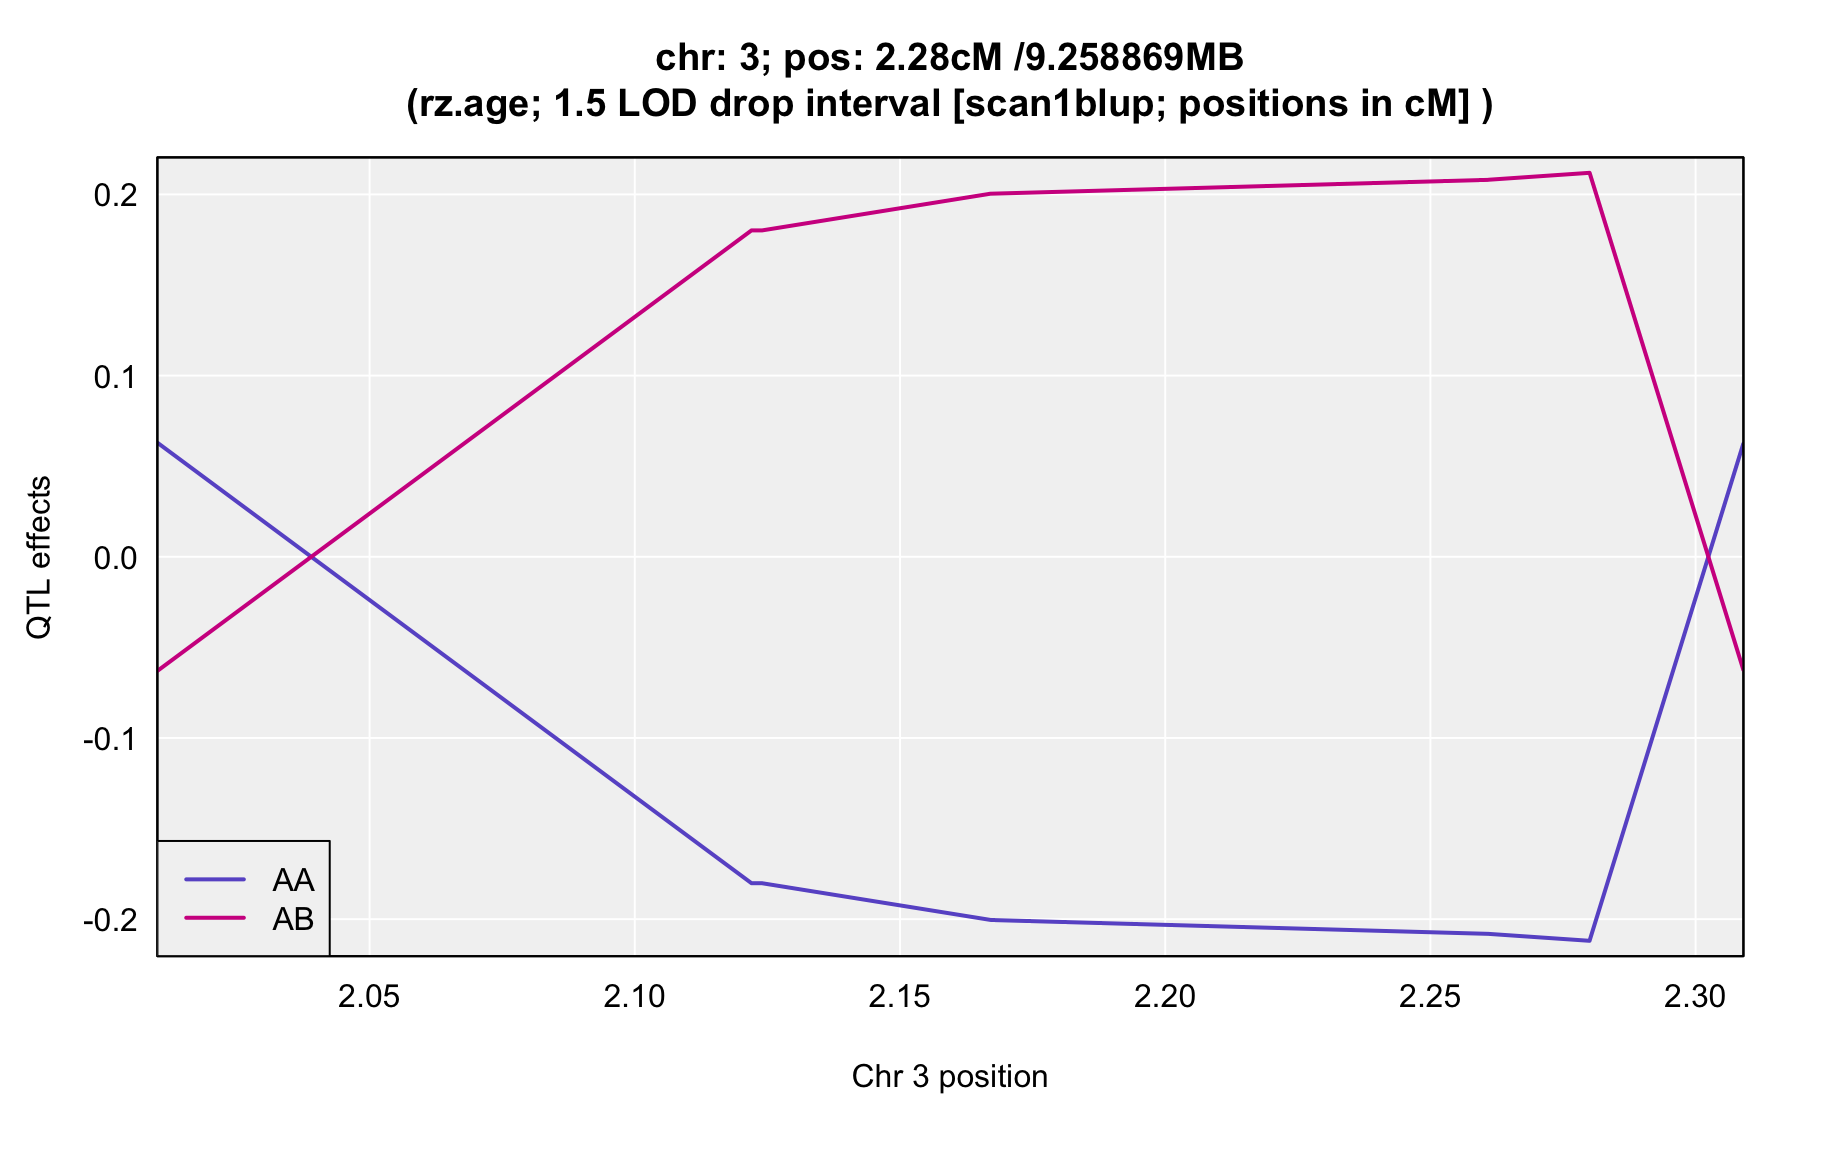 chr: 3; pos: 2.28cM /9.258869MB
(rz.age; 1.5 LOD drop interval [scan1blup; positions in cM] )
QTL effects
0.2
0.1
0.0
-0.1
-0.2
AA
AB
2.05 2.10 2.15 2.20 2.25 2.30
Chr 3 position